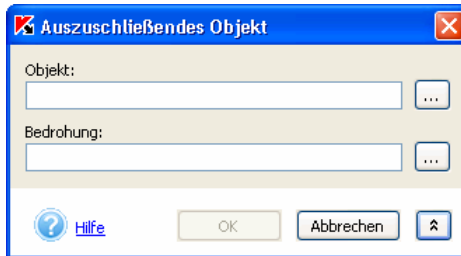 Auszuschließendes Objekt
Objekt:
...
Bedrohung:
...
Hilfe
OK
Abbrechen